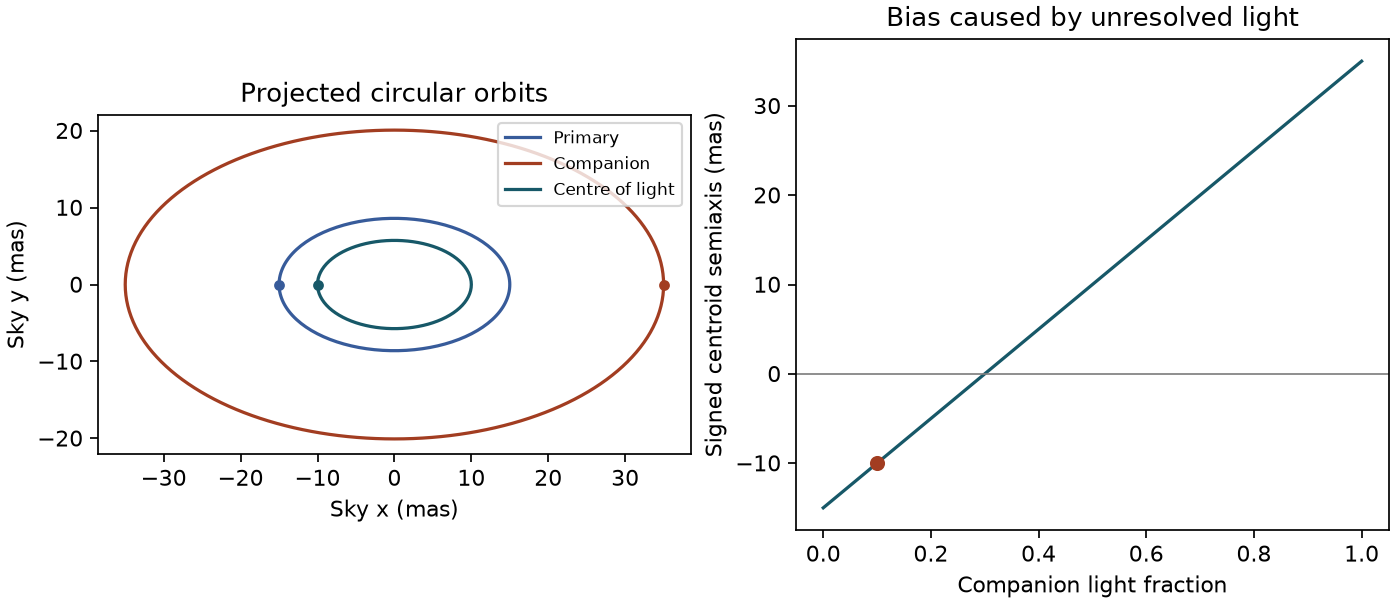 Projected circular orbits
Primary
Companion
Centre of light
20
10
0
−10
−20
Sky y (mas)
−30
−20
−10
0
10
20
30
Sky x (mas)
Bias caused by unresolved light
30
20
10
0
−10
Signed centroid semiaxis (mas)
0.0
0.2
0.4
0.6
0.8
1.0
Companion light fraction